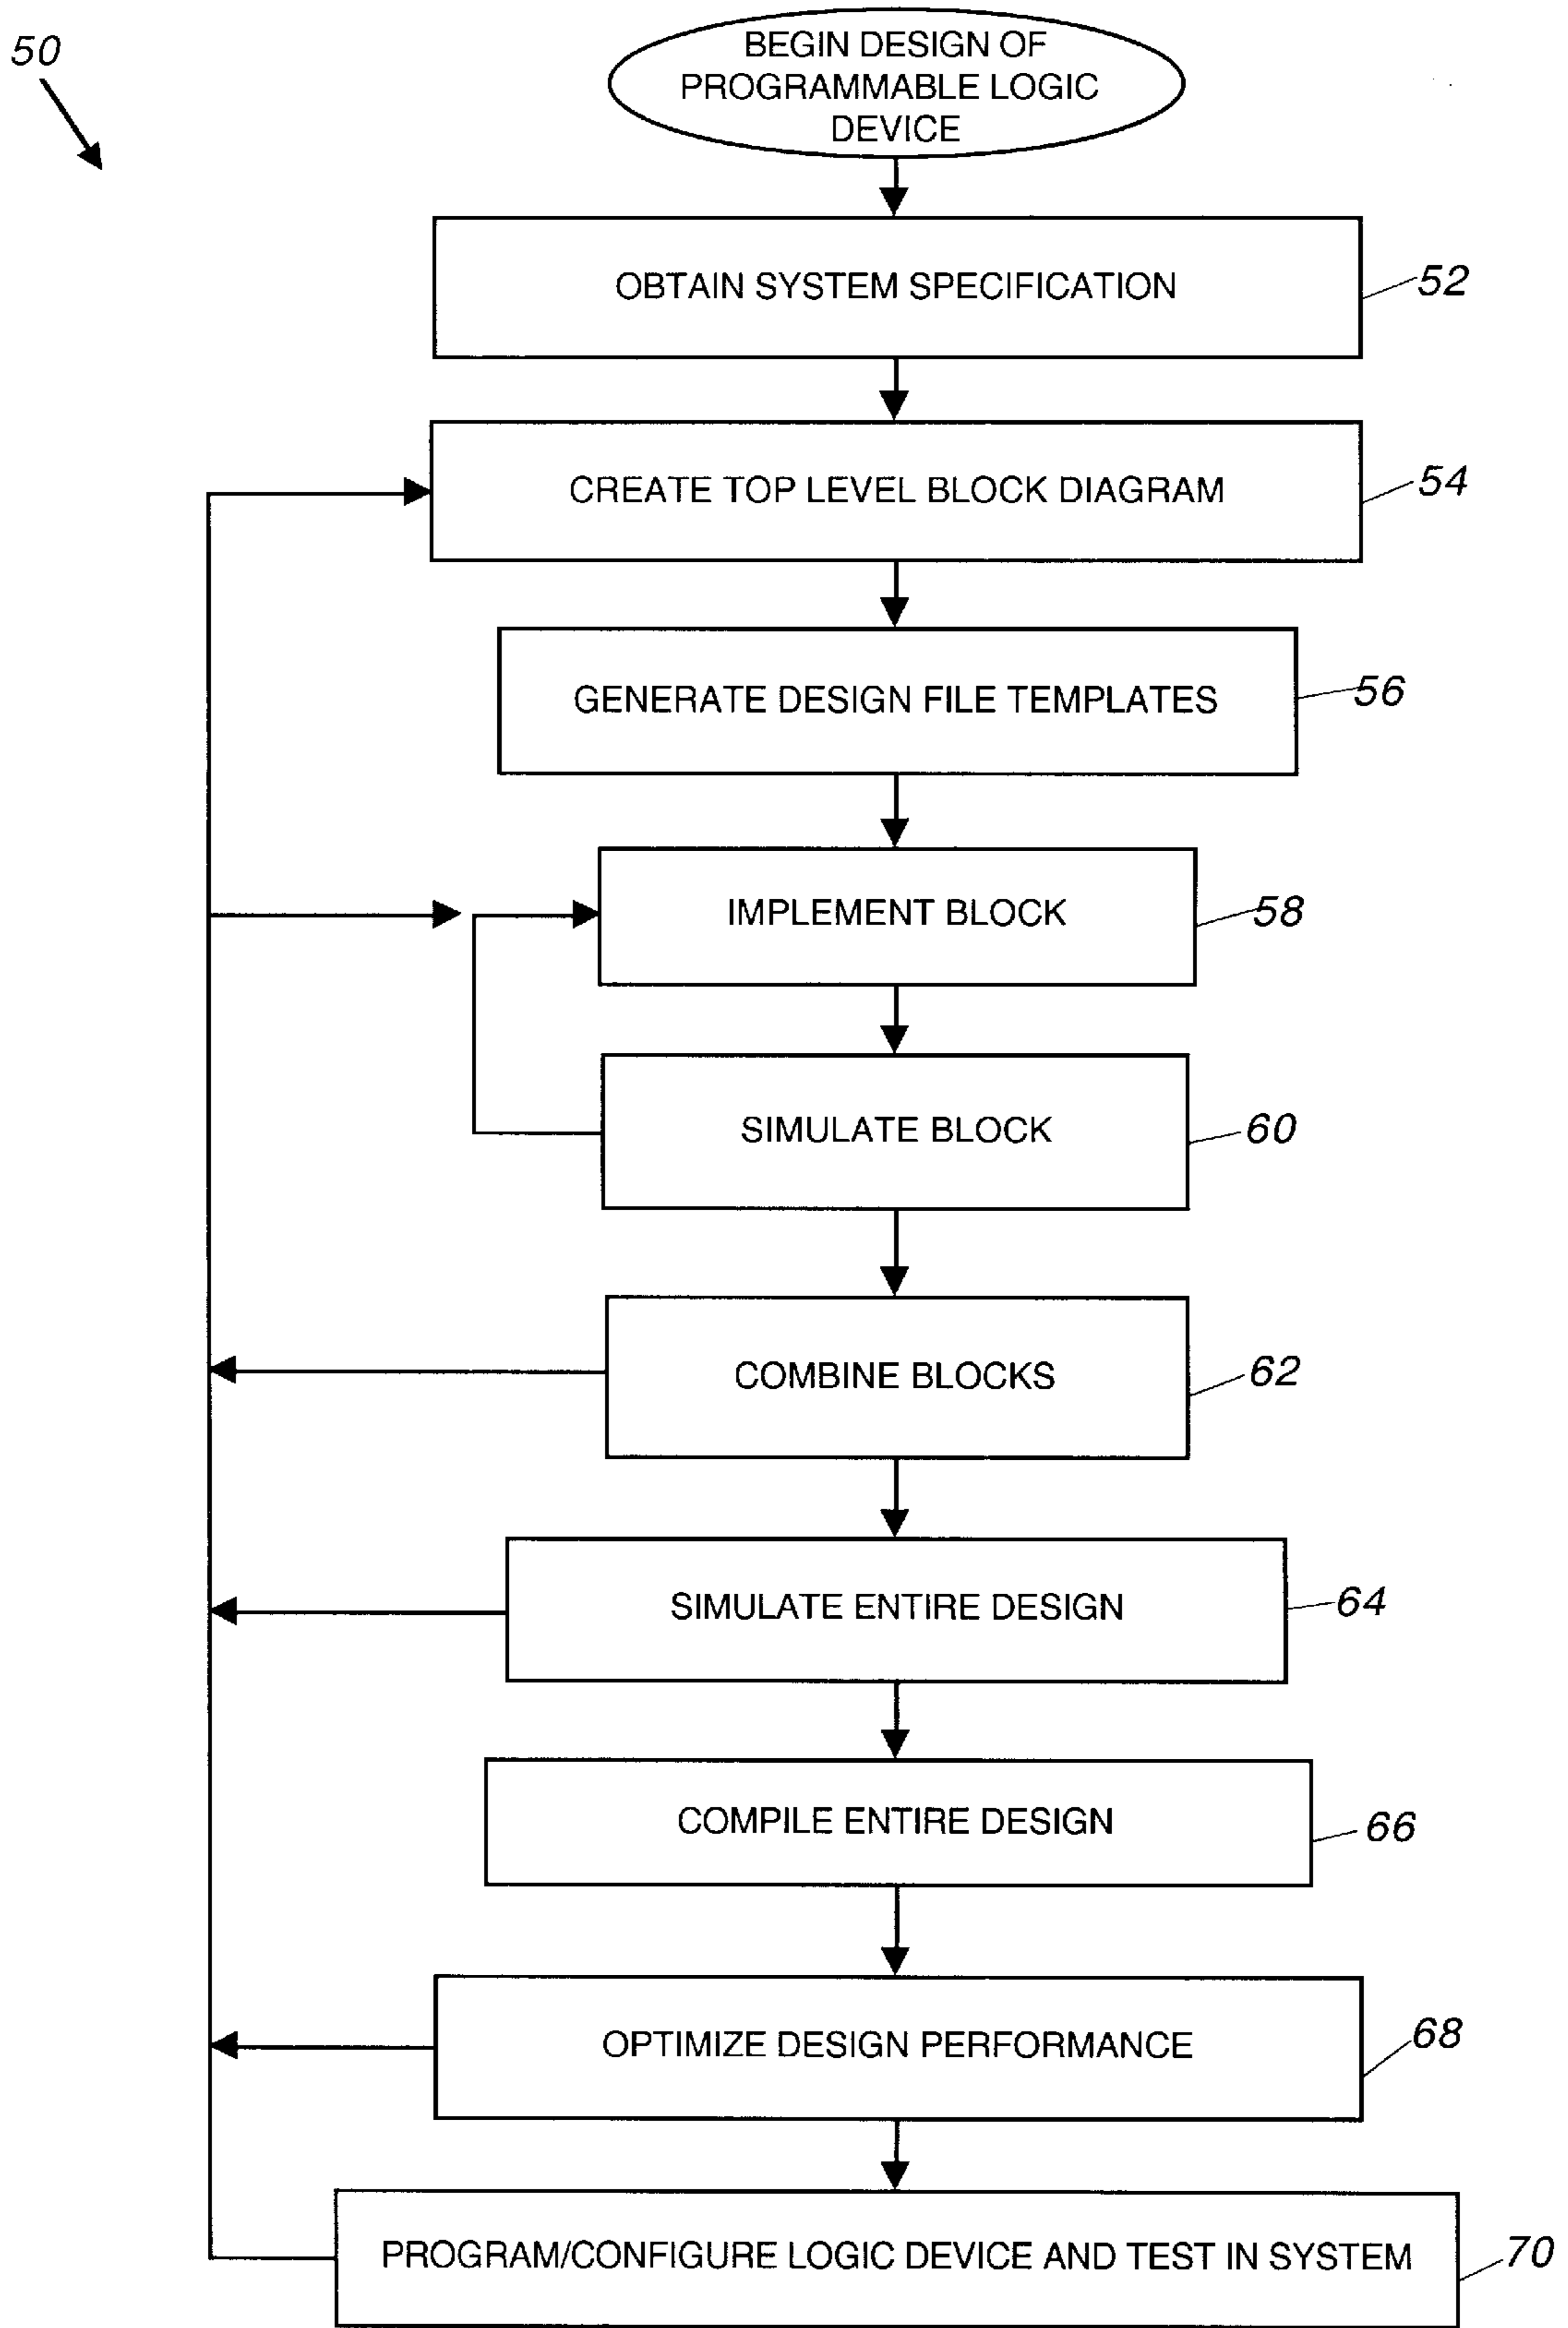 50
BEGIN DESIGN OF
PROGRAMMABLE LOGIC
DEVICE
OBTAIN SYSTEM SPECIFICATION
52
CREATE TOP LEVEL BLOCK DIAGRAM
54
GENERATE DESIGN FILE TEMPLATES
56
IMPLEMENT BLOCK
58
SIMULATE BLOCK
60
COMBINE BLOCKS
62
SIMULATE ENTIRE DESIGN
64
COMPILE ENTIRE DESIGN
66
OPTIMIZE DESIGN PERFORMANCE
68
PROGRAM/CONFIGURE LOGIC DEVICE AND TEST IN SYSTEM
70